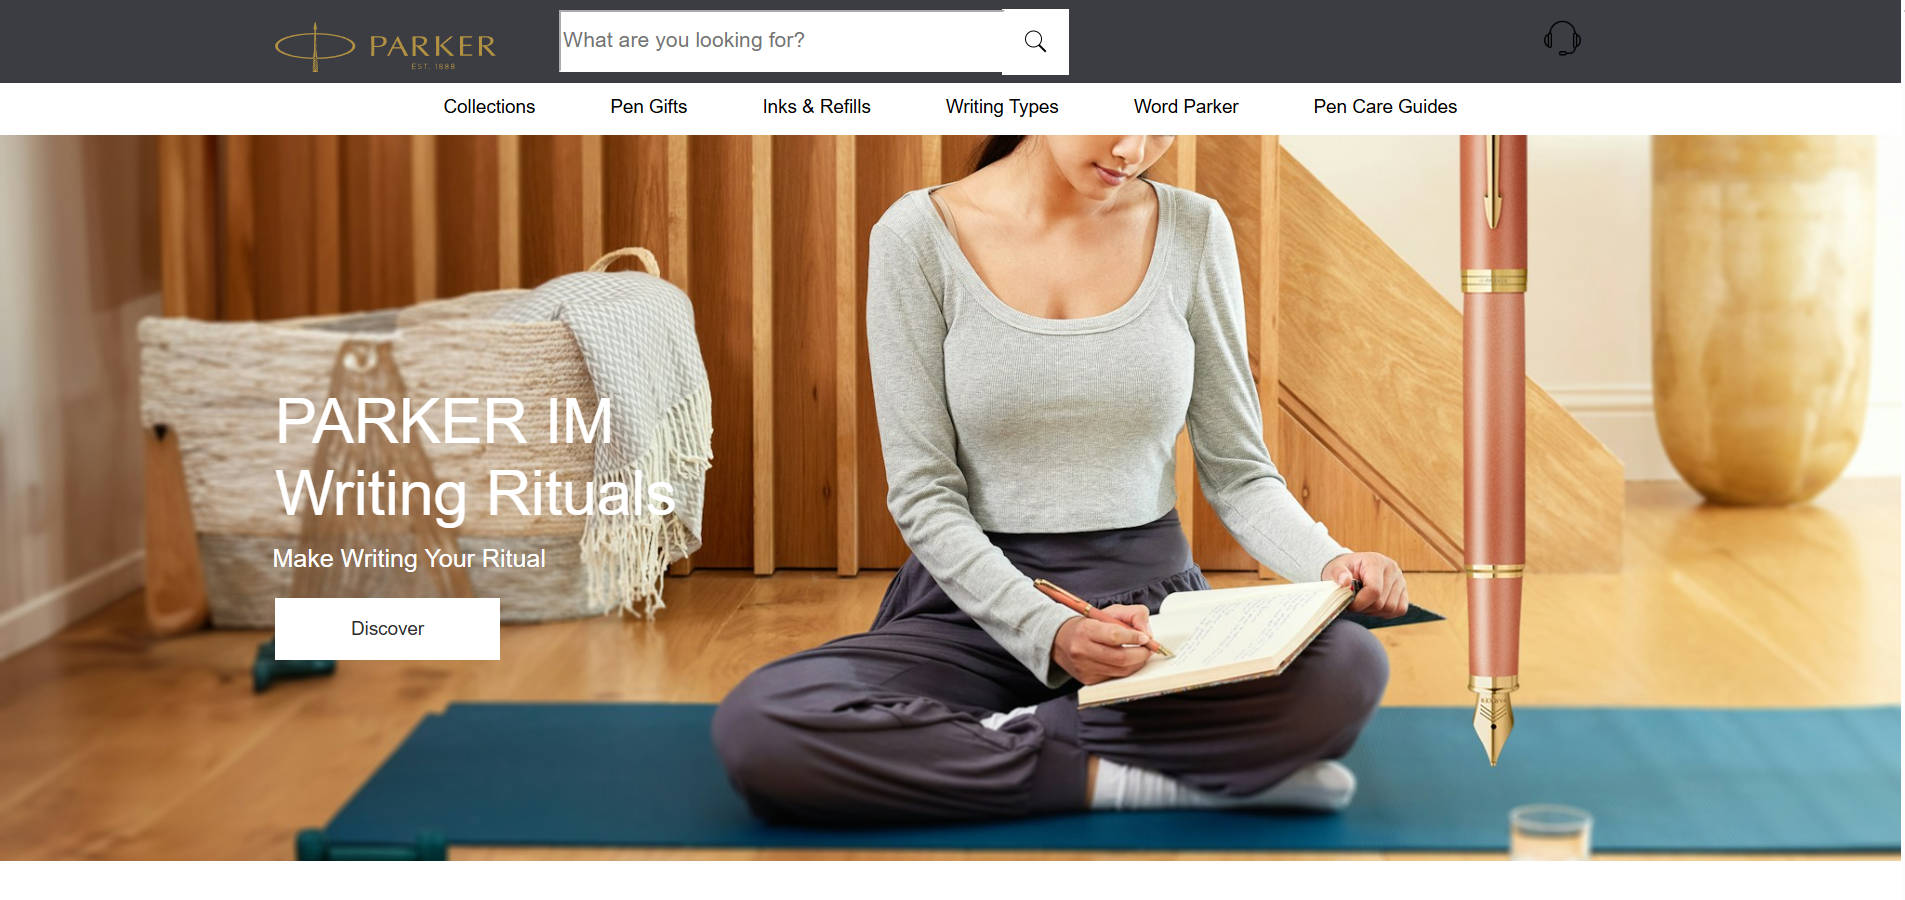 PARKER
EST. 1888
What are you looking for?
Collections
Pen Gifts
Inks & Refills
Writing Types
Word Parker
Pen Care Guides
PARKER IM
Writing Rituals
Make Writing Your Ritual
Discover